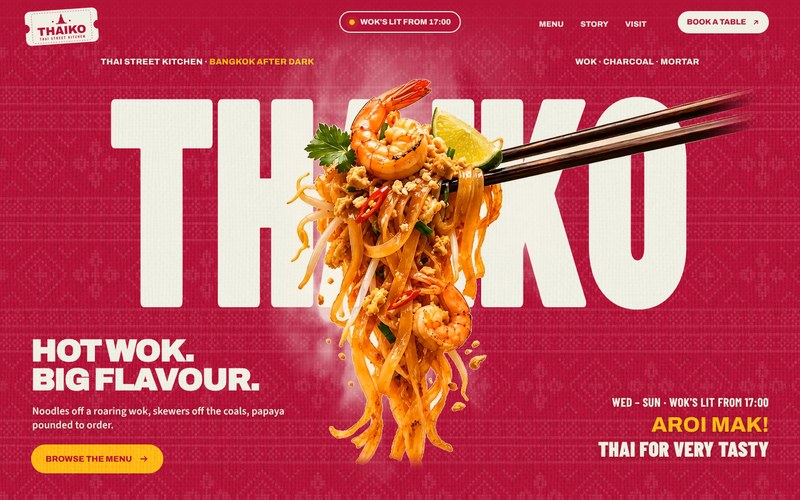 THAIKO
THAI STREET KITCHEN
WOK'S LIT FROM 17:00
MENU
STORY
VISIT
BOOK A TABLE ↗
THAI STREET KITCHEN · BANGKOK AFTER DARK
WOK · CHARCOAL · MORTAR
THAIKO
HOT WOK.
BIG FLAVOUR.
Noodles off a roaring wok, skewers off the coals, papaya
pounded to order.
BROWSE THE MENU →
WED – SUN · WOK'S LIT FROM 17:00
AROI MAK!
THAI FOR VERY TASTY